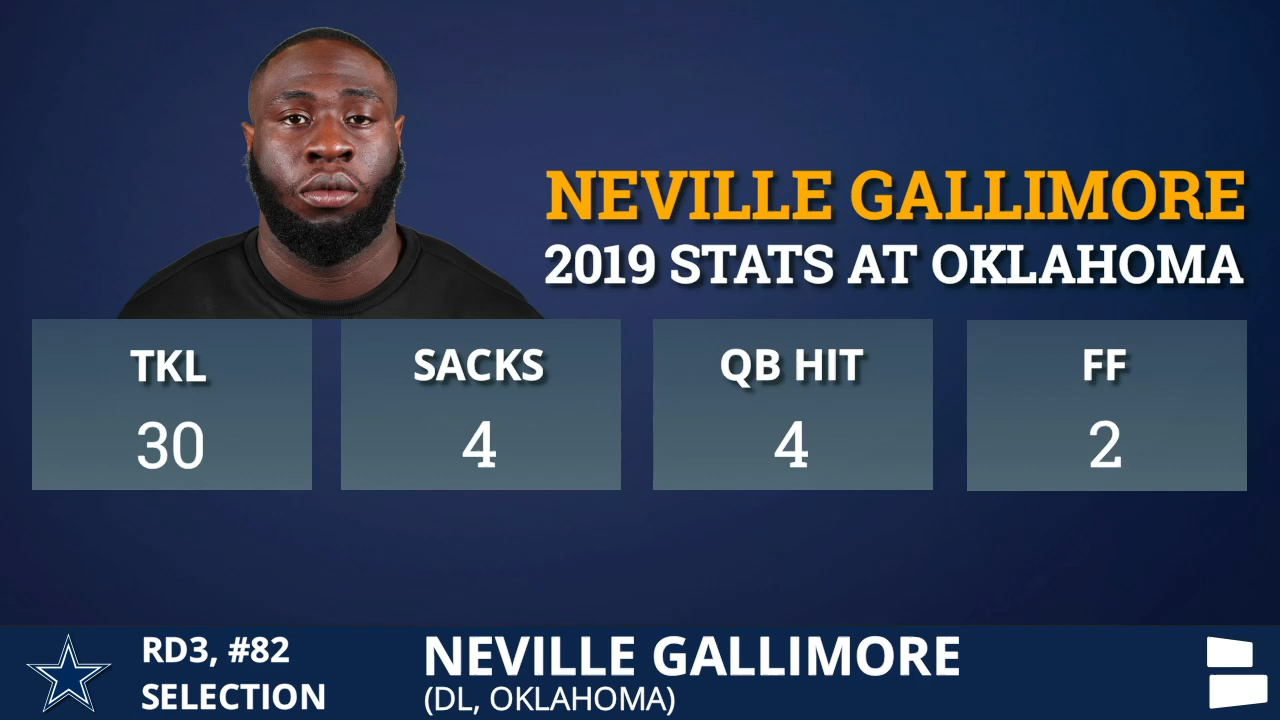 NEVILLE GALLIMORE
2019 STATS AT OKLAHOMA
TKL
30
SACKS
4
QB HIT
4
FF
2
RD3, #82
SELECTION
NEVILLE GALLIMORE
(DL, OKLAHOMA)